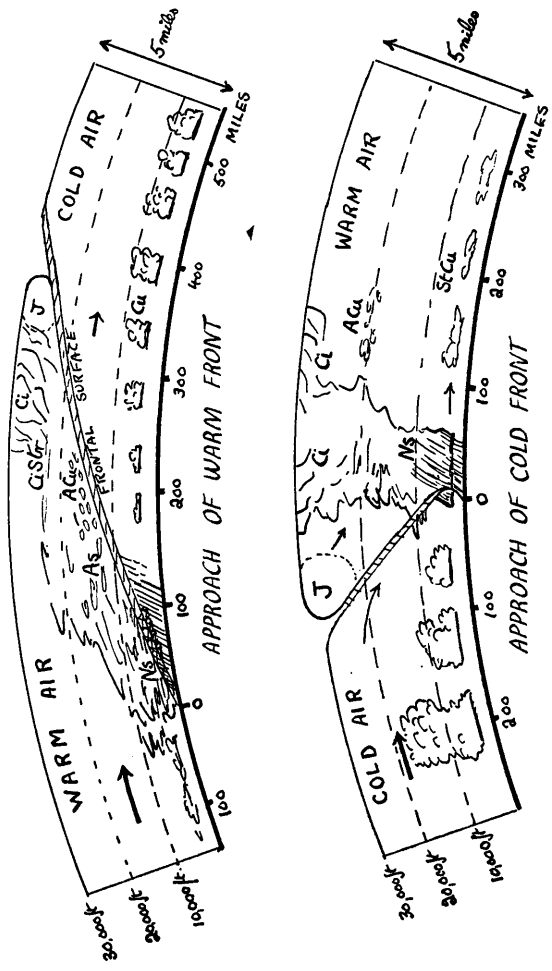 5 miles
30,000ft
20,000ft
10,000ft
WARM AIR
COLD AIR
Ci
J
CiStr
ACu
As
Ns
FRONTAL SURFACE
Cu
100
0
100
200
300
400
500
MILES
APPROACH OF WARM FRONT
5 miles
30,000ft
20,000ft
10,000ft
COLD AIR
WARM AIR
J
Ci
Ci
ACu
Ns
StCu
200
100
0
100
200
300
MILES
APPROACH OF COLD FRONT